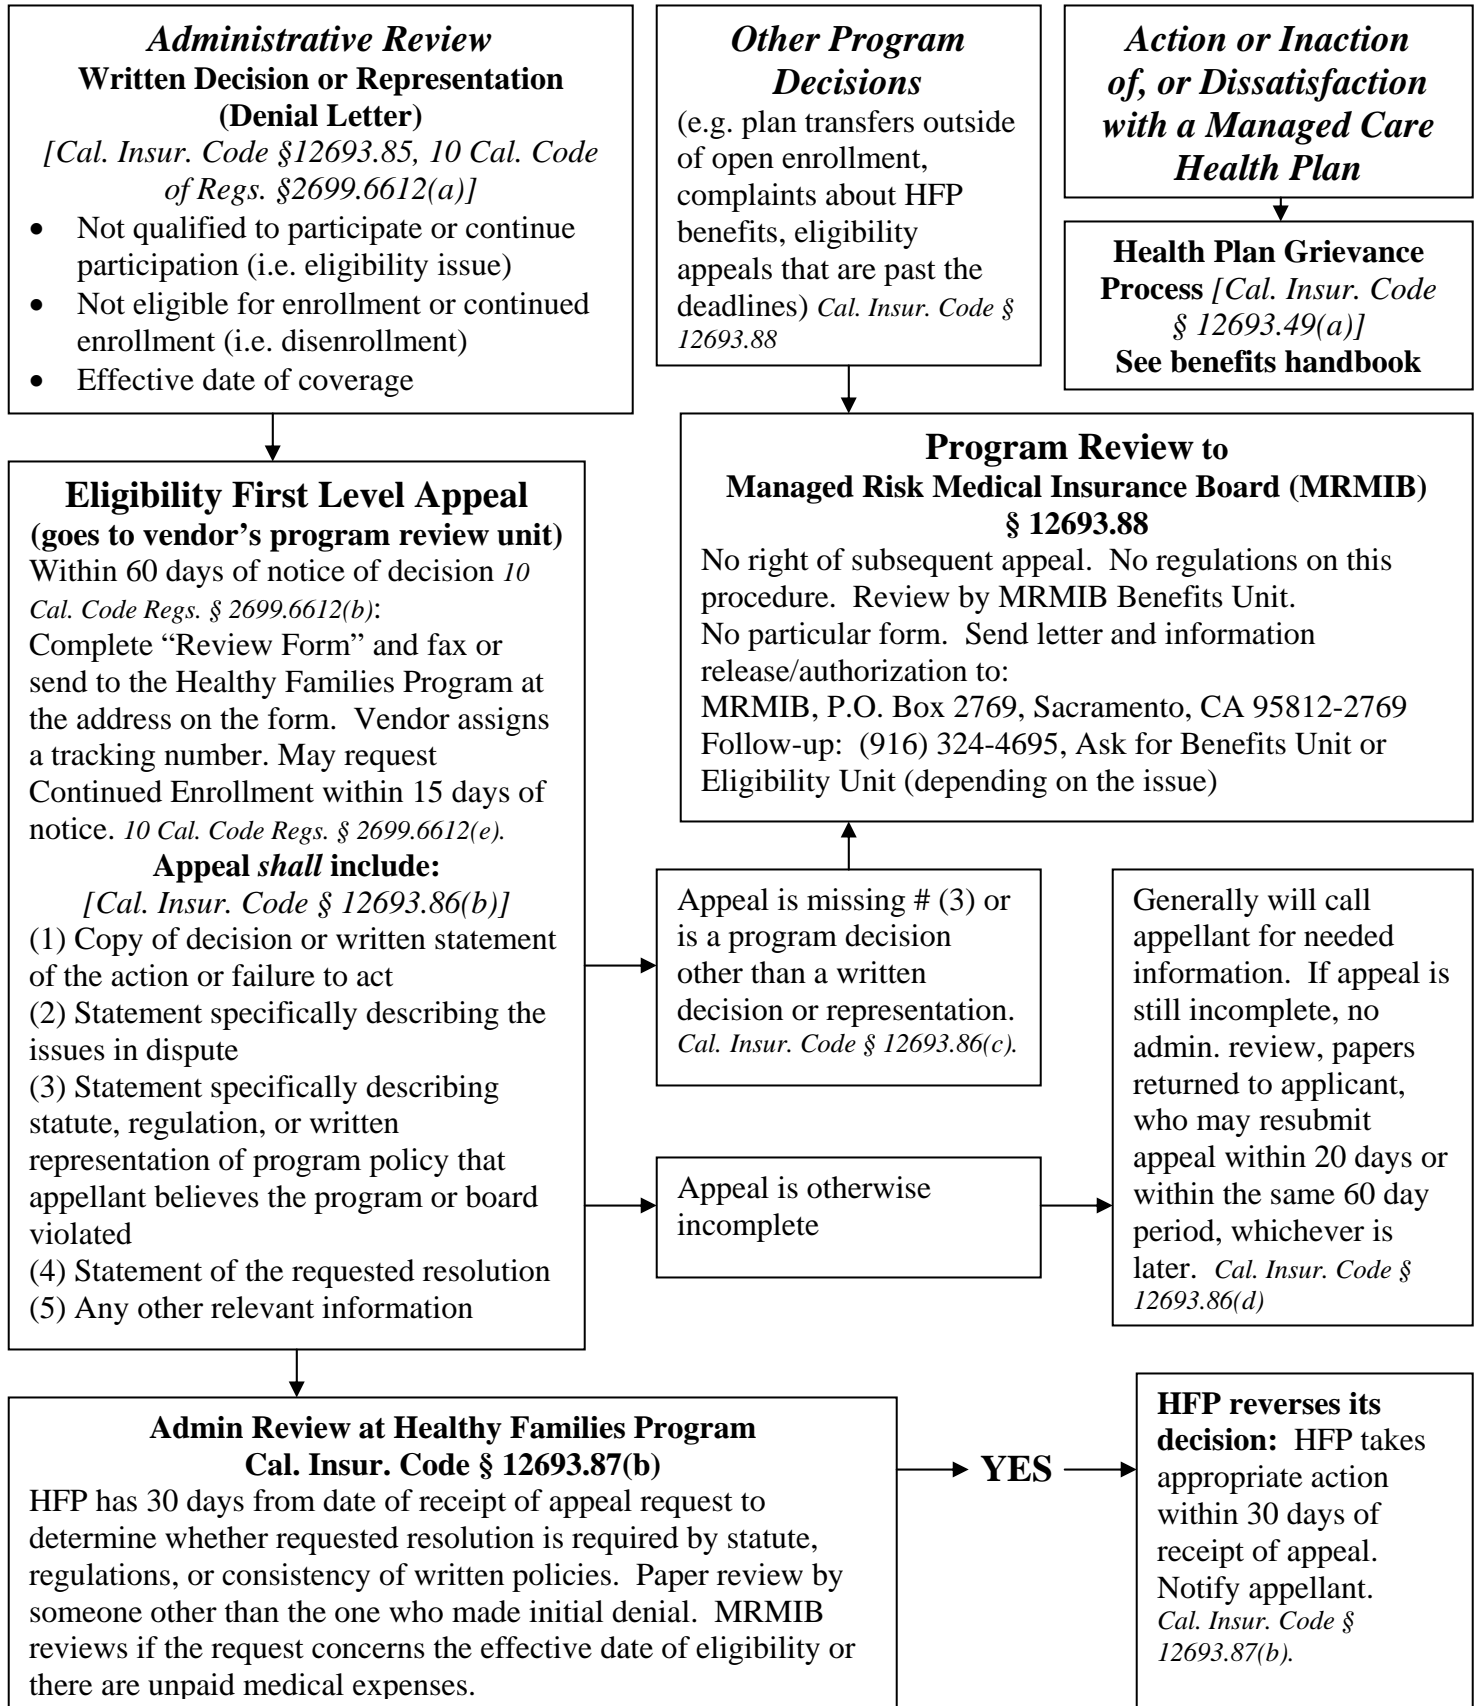 Administrative Review
Written Decision or Representation
(Denial Letter)
[Cal. Insur. Code §12693.85, 10 Cal. Code
of Regs. §2699.6612(a)]
• Not qualified to participate or continue
participation (i.e. eligibility issue)
• Not eligible for enrollment or continued
enrollment (i.e. disenrollment)
• Effective date of coverage
Other Program
Decisions
(e.g. plan transfers outside
of open enrollment,
complaints about HFP
benefits, eligibility
appeals that are past the
deadlines) Cal. Insur. Code §
12693.88
Action or Inaction
of, or Dissatisfaction
with a Managed Care
Health Plan
Health Plan Grievance
Process [Cal. Insur. Code
§ 12693.49(a)]
See benefits handbook
Program Review to
Managed Risk Medical Insurance Board (MRMIB)
§ 12693.88
No right of subsequent appeal. No regulations on this
procedure. Review by MRMIB Benefits Unit.
No particular form. Send letter and information
release/authorization to:
MRMIB, P.O. Box 2769, Sacramento, CA 95812-2769
Follow-up: (916) 324-4695, Ask for Benefits Unit or
Eligibility Unit (depending on the issue)
Eligibility First Level Appeal
(goes to vendor’s program review unit)
Within 60 days of notice of decision 10
Cal. Code Regs. § 2699.6612(b):
Complete “Review Form” and fax or
send to the Healthy Families Program at
the address on the form. Vendor assigns
a tracking number. May request
Continued Enrollment within 15 days of
notice. 10 Cal. Code Regs. § 2699.6612(e).
Appeal shall include:
[Cal. Insur. Code § 12693.86(b)]
(1) Copy of decision or written statement
of the action or failure to act
(2) Statement specifically describing the
issues in dispute
(3) Statement specifically describing
statute, regulation, or written
representation of program policy that
appellant believes the program or board
violated
(4) Statement of the requested resolution
(5) Any other relevant information
Appeal is missing # (3) or
is a program decision
other than a written
decision or representation.
Cal. Insur. Code § 12693.86(c).
Appeal is otherwise
incomplete
Generally will call
appellant for needed
information. If appeal is
still incomplete, no
admin. review, papers
returned to applicant,
who may resubmit
appeal within 20 days or
within the same 60 day
period, whichever is
later. Cal. Insur. Code §
12693.86(d)
Admin Review at Healthy Families Program
Cal. Insur. Code § 12693.87(b)
HFP has 30 days from date of receipt of appeal request to
determine whether requested resolution is required by statute,
regulations, or consistency of written policies. Paper review by
someone other than the one who made initial denial. MRMIB
reviews if the request concerns the effective date of eligibility or
there are unpaid medical expenses.
YES
HFP reverses its
decision: HFP takes
appropriate action
within 30 days of
receipt of appeal.
Notify appellant.
Cal. Insur. Code §
12693.87(b).